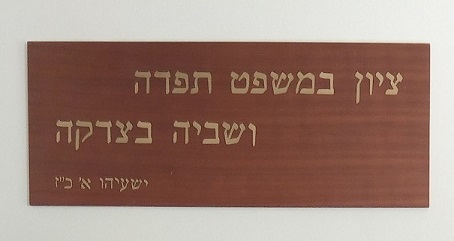 ציון במשפט תפדה
ושביה בצדקה
ישעיהו א' כ"ז